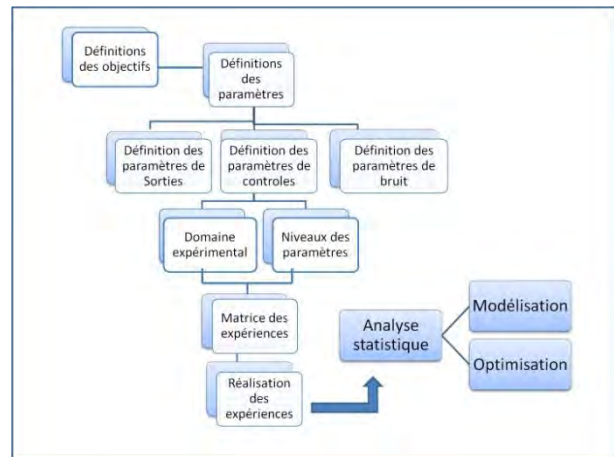 Définitions
des objectifs
Définitions
des
paramètres
Définition des
paramètres de
Sorties
Définition des
paramètres de
controles
Définition des
paramètres de
bruit
Domaine
expérimental
Niveaux des
paramètres
Matrice des
expériences
Réalisation
des
expériences
Analyse
statistique
Modélisation
Optimisation